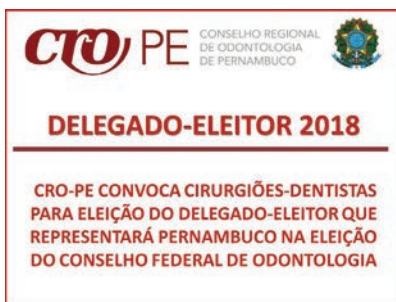 CRO PE CONSELHO REGIONAL
DE ODONTOLOGIA
DE PERNAMBUCO
DELEGADO-ELEITOR 2018
CRO-PE CONVOCA CIRURGIÕES-DENTISTAS
PARA ELEIÇÃO DO DELEGADO-ELEITOR QUE
REPRESENTARÁ PERNAMBUCO NA ELEIÇÃO
DO CONSELHO FEDERAL DE ODONTOLOGIA